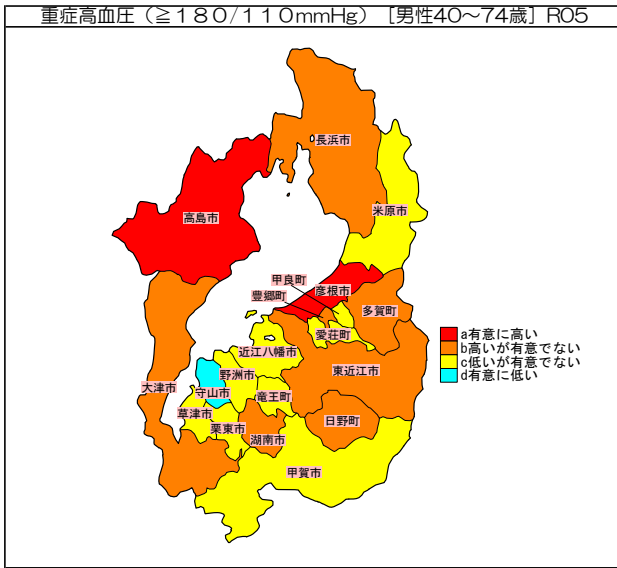 重症高血圧（≧１８０/１１０mmHg） [男性40～74歳] R05
長浜市
米原市
高島市
甲良町
彦根市
豊郷町
多賀町
愛荘町
近江八幡市
東近江市
野洲市
大津市
守山市
竜王町
草津市
日野町
栗東市
湖南市
甲賀市
a有意に高い
b高いが有意でない
c低いが有意でない
d有意に低い